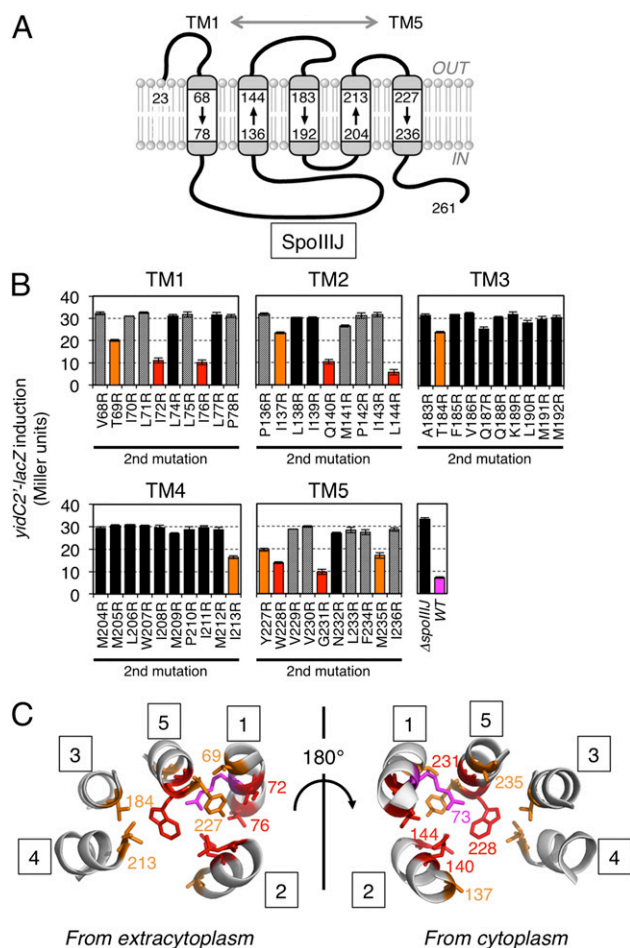 A
TM1
TM5
OUT
23
68
144
183
213
227
78
136
192
204
236
IN
261
SpoIIIJ
B
TM1
TM2
TM3
yidC2'-lacZ induction
(Miller units)
40
30
20
10
0
V68R
T69R
I70R
L71R
I72R
L74R
L75R
I76R
L77R
P78R
2nd mutation
P136R
I137R
L138R
I139R
Q140R
M141R
P142R
I143R
L144R
2nd mutation
A183R
T184R
F185R
V186R
Q187R
Q188R
K189R
L190R
M191R
M192R
2nd mutation
TM4
TM5
40
30
20
10
0
M204R
M205R
L206R
W207R
I208R
M209R
P210R
I211R
M212R
I213R
2nd mutation
Y227R
W228R
V229R
V230R
G231R
N232R
L233R
F234R
M235R
I236R
2nd mutation
ΔspoIIIJ
WT
C
5
1
3
69
72
184
76
227
4
213
2
From extracytoplasm
180°
1
5
231
3
235
73
144
228
4
140
2
137
From cytoplasm